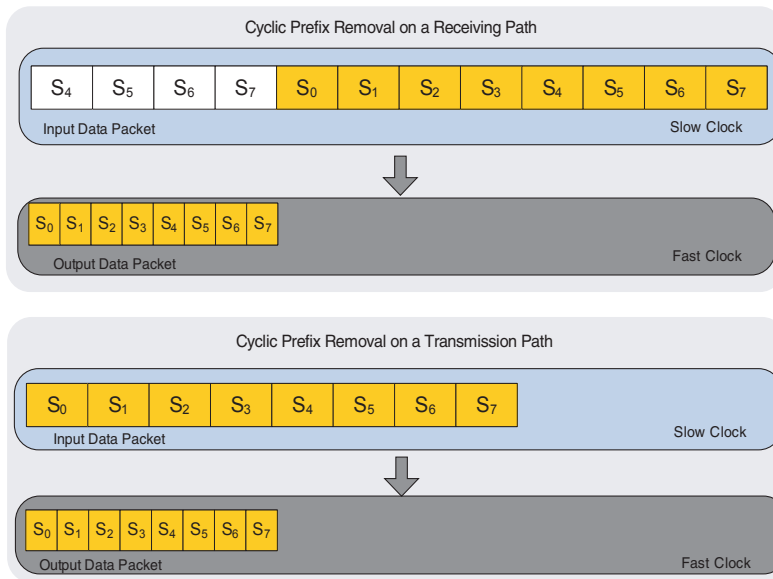 Cyclic Prefix Removal on a Receiving Path
S₄ S₅ S₆ S₇ S₀ S₁ S₂ S₃ S₄ S₅ S₆ S₇
Input Data Packet Slow Clock
S₀ S₁ S₂ S₃ S₄ S₅ S₆ S₇
Output Data Packet Fast Clock
Cyclic Prefix Removal on a Transmission Path
S₀ S₁ S₂ S₃ S₄ S₅ S₆ S₇
Input Data Packet Slow Clock
S₀ S₁ S₂ S₃ S₄ S₅ S₆ S₇
Output Data Packet Fast Clock